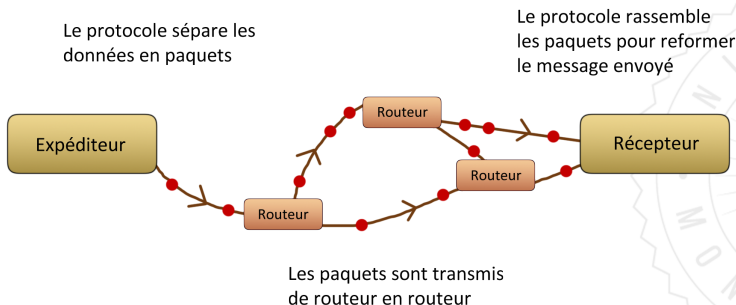 Le protocole sépare les
données en paquets
Le protocole rassemble
les paquets pour reformer
le message envoyé
Expéditeur
Routeur
Routeur
Routeur
Récepteur
Les paquets sont transmis
de routeur en routeur